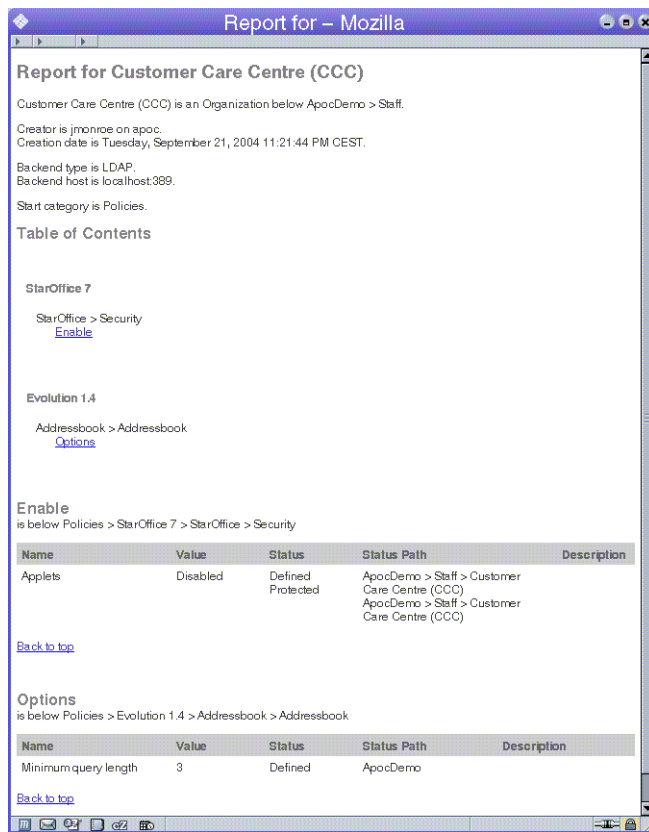 Report for – Mozilla
Report for Customer Care Centre (CCC)
Customer Care Centre (CCC) is an Organization below ApocDemo > Staff.
Creator is jmonroe on apoc.
Creation date is Tuesday, September 21, 2004 11:21:44 PM CEST.
Backend type is LDAP.
Backend host is localhost:389.
Start category is Policies.
Table of Contents
StarOffice 7
StarOffice > Security
Enable
Evolution 1.4
Addressbook > Addressbook
Options
Enable
is below Policies > StarOffice 7 > StarOffice > Security
Name Value Status Status Path Description
Applets Disabled Defined ApocDemo > Staff > Customer
Protected Care Centre (CCC)
ApocDemo > Staff > Customer
Care Centre (CCC)
Back to top
Options
is below Policies > Evolution 1.4 > Addressbook > Addressbook
Name Value Status Status Path Description
Minimum query length 3 Defined ApocDemo
Back to top